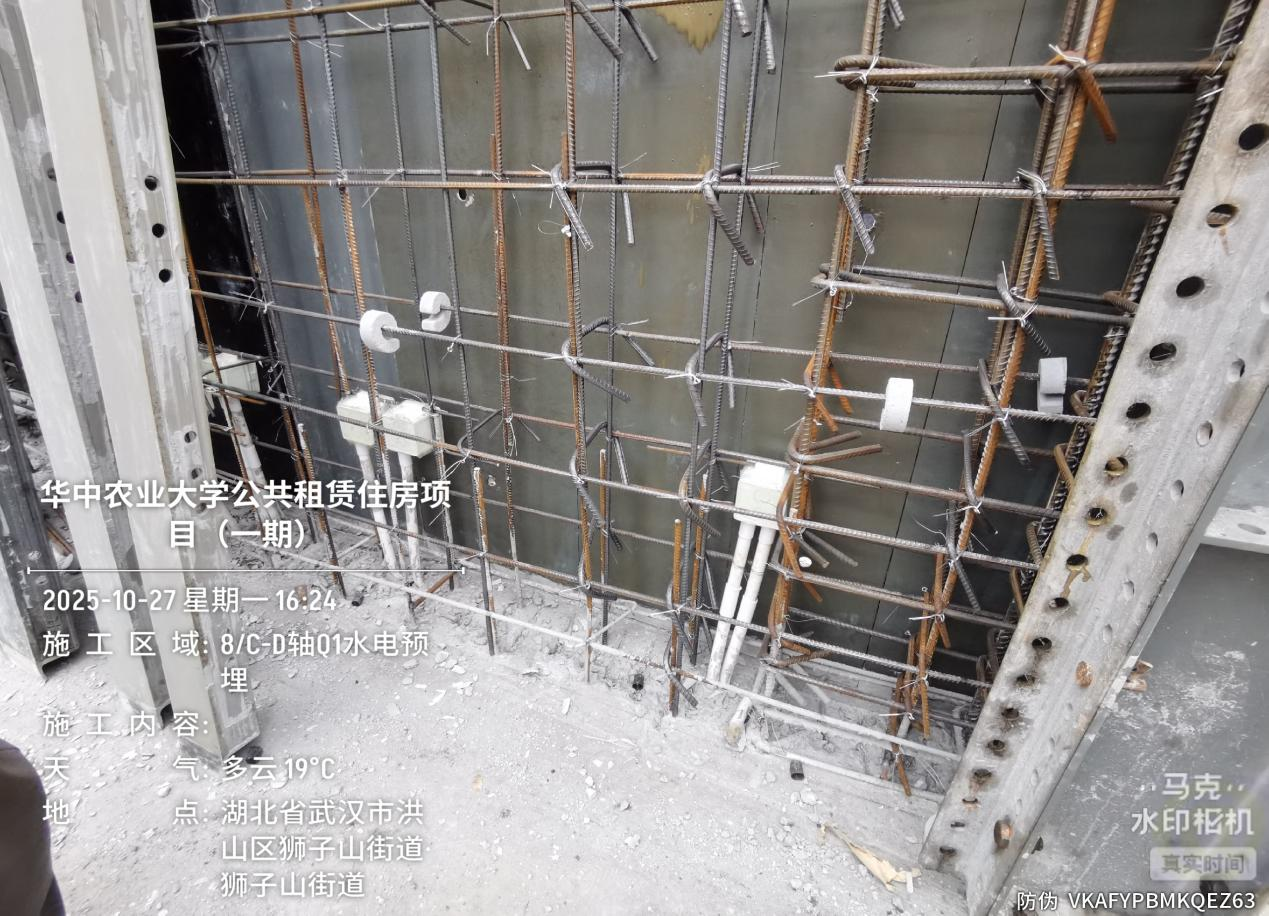 华中农业大学公共租赁住房项
目（一期）
2025-10-27 星期一 16:24
施工区域: 8/C-D轴Q1水电预
埋
施工内容:
天气: 多云 19°C
地点: 湖北省武汉市洪
山区狮子山街道·
狮子山街道
马克
水印相机
真实时间
防伪 VKAFYPBMKQEZ63